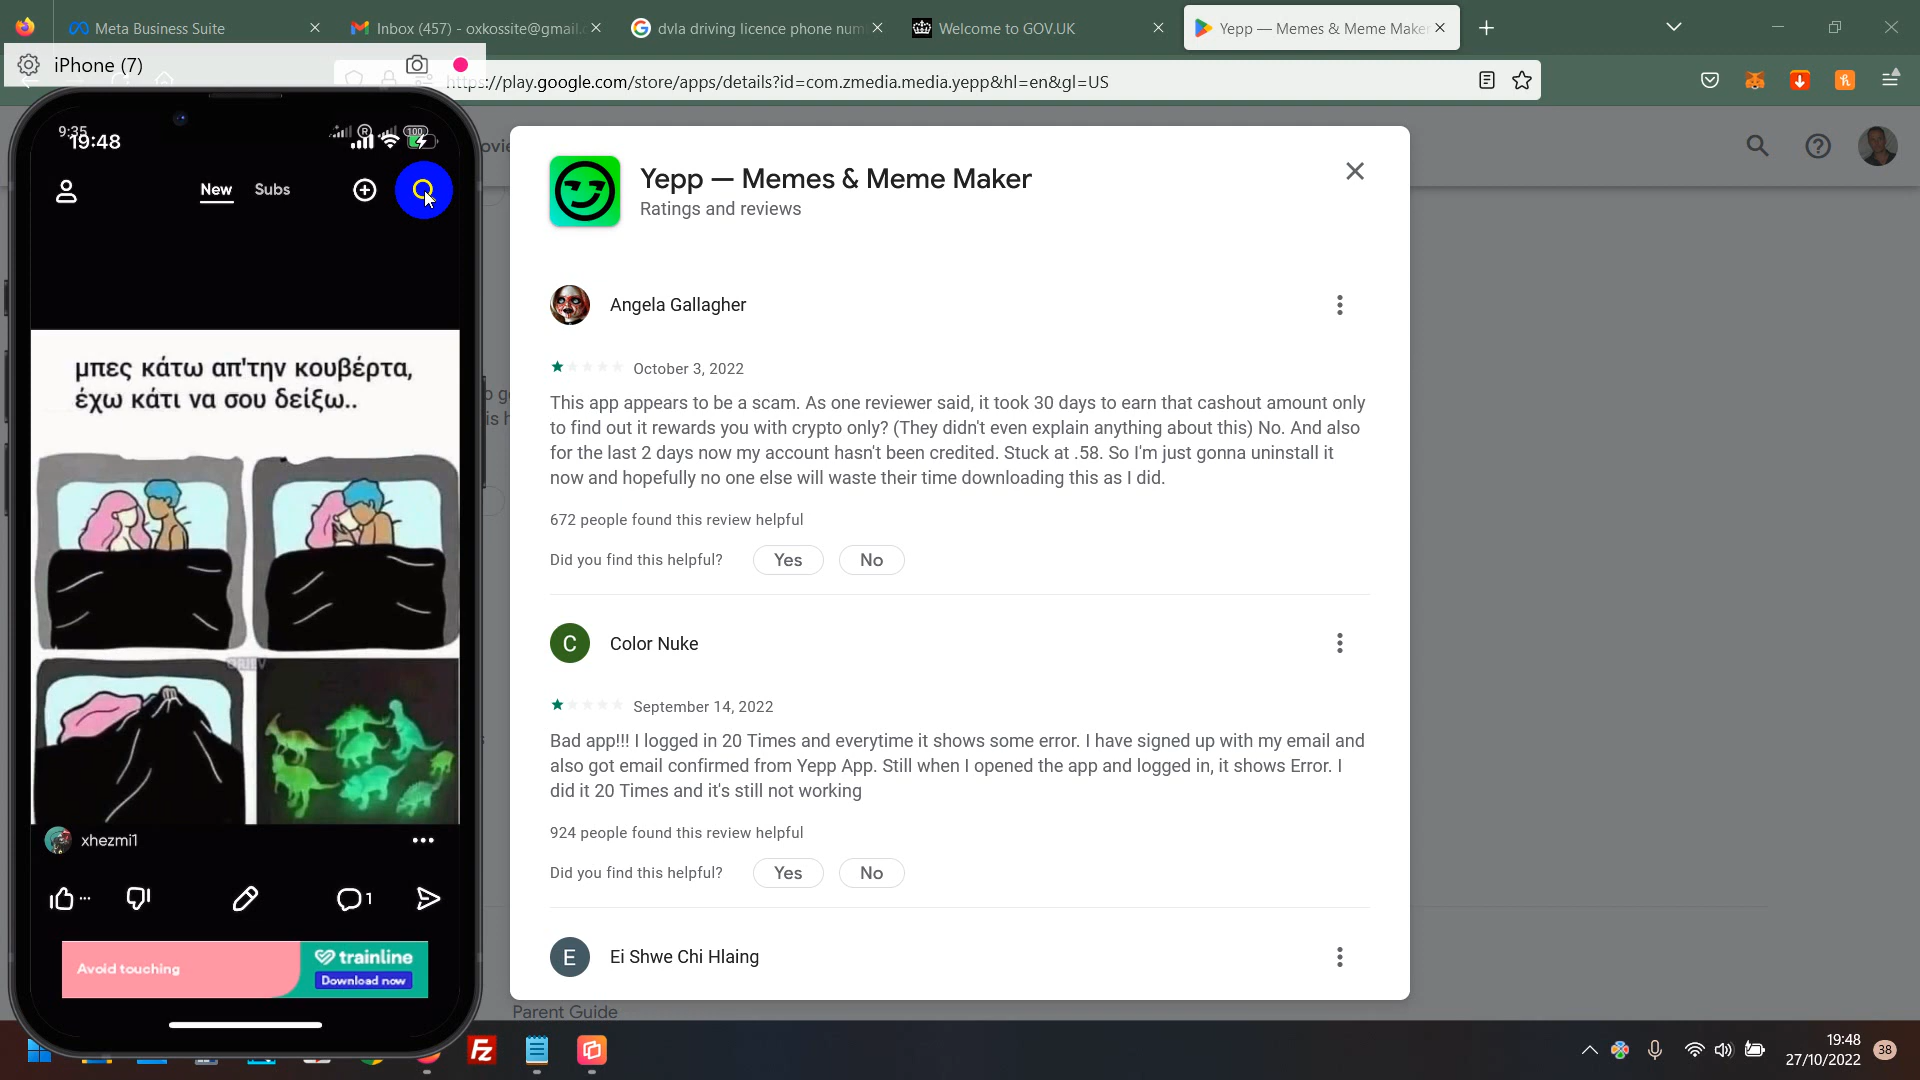 Meta Business Suite
Inbox (457) - oxkossite@gmail.c
dvla driving licence phone num
Welcome to GOV.UK
Yepp — Memes & Meme Maker
iPhone (7)
https://play.google.com/store/apps/details?id=com.zmedia.media.yepp&hl=en&gl=US
9:35
19:48
100
New
Subs
μπες κάτω απ'την κουβέρτα,
έχω κάτι να σου δείξω..
xhezmi1
1
Avoid touching
trainline
Download now
Yepp — Memes & Meme Maker
Ratings and reviews
Angela Gallagher
October 3, 2022
This app appears to be a scam. As one reviewer said, it took 30 days to earn that cashout amount only
to find out it rewards you with crypto only? (They didn't even explain anything about this) No. And also
for the last 2 days now my account hasn't been credited. Stuck at .58. So I'm just gonna uninstall it
now and hopefully no one else will waste their time downloading this as I did.
672 people found this review helpful
Did you find this helpful?
Yes
No
Color Nuke
September 14, 2022
Bad app!!! I logged in 20 Times and everytime it shows some error. I have signed up with my email and
also got email confirmed from Yepp App. Still when I opened the app and logged in, it shows Error. I
did it 20 Times and it's still not working
924 people found this review helpful
Did you find this helpful?
Yes
No
C
E
Ei Shwe Chi Hlaing
Parent Guide
FZ
19:48
27/10/2022
38